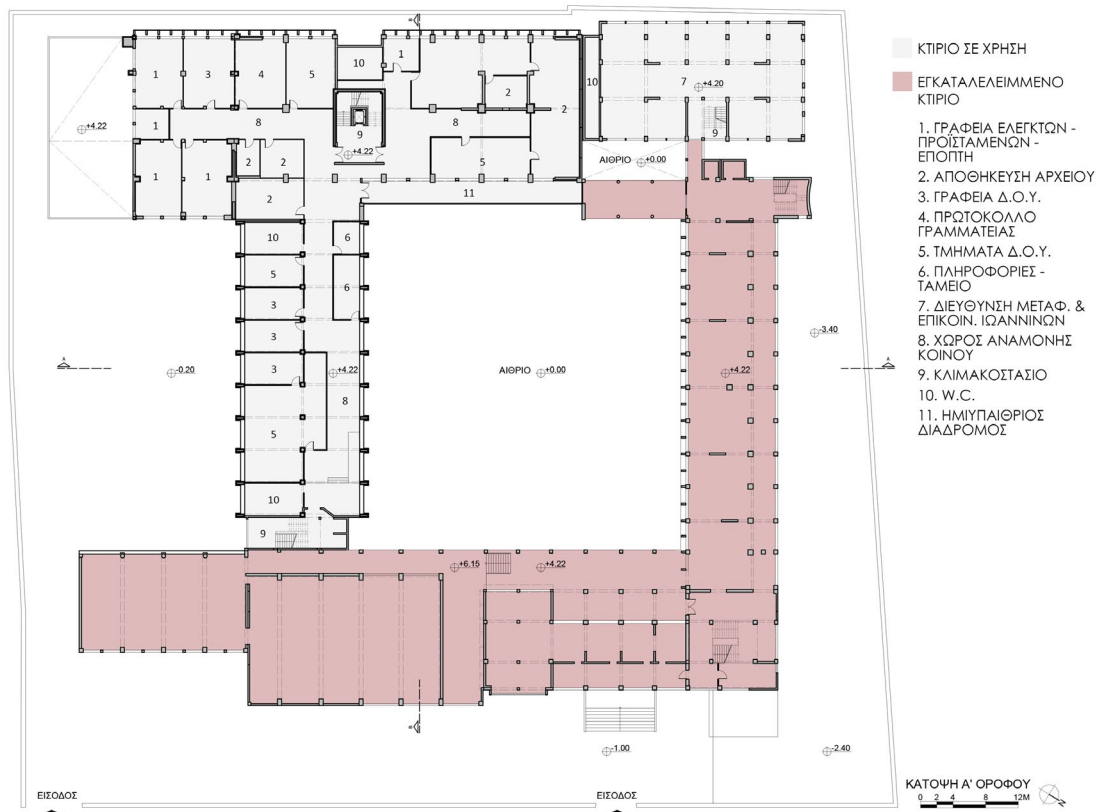 ΚΤΙΡΙΟ ΣΕ ΧΡΗΣΗ
ΕΓΚΑΤΑΛΕΛΕΙΜΜΕΝΟ
ΚΤΙΡΙΟ
1. ΓΡΑΦΕΙΑ ΕΛΕΓΚΤΩΝ -
ΠΡΟΪΣΤΑΜΕΝΩΝ -
ΕΠΟΠΤΗ
2. ΑΠΟΘΗΚΕΥΣΗ ΑΡΧΕΙΟΥ
3. ΓΡΑΦΕΙΑ Δ.Ο.Υ.
4. ΠΡΩΤΟΚΟΛΛΟ
ΓΡΑΜΜΑΤΕΙΑΣ
5. ΤΜΗΜΑΤΑ Δ.Ο.Υ.
6. ΠΛΗΡΟΦΟΡΙΕΣ -
ΤΑΜΕΙΟ
7. ΔΙΕΥΘΥΝΣΗ ΜΕΤΑΦ. &
ΕΠΙΚΟΙΝ. ΙΩΑΝΝΙΝΩΝ
8. ΧΩΡΟΣ ΑΝΑΜΟΝΗΣ
ΚΟΙΝΟΥ
9. ΚΛΙΜΑΚΟΣΤΑΣΙΟ
10. W.C.
11. ΗΜΙΥΠΑΙΘΡΙΟΣ
ΔΙΑΔΡΟΜΟΣ
1 3 4 5 10 1 2 2 10 7 +4.20
+4.22 1 8 9 8 9
+4.22 5 ΑΙΘΡΙΟ +0.00
1 1 2 2
2 11
10 6
5 6
3
3 -3.40
A A
-0.20 3 +4.22 8 ΑΙΘΡΙΟ +0.00 +4.22
5
10
9
+6.15 +4.22
-1.00 -2.40
ΕΙΣΟΔΟΣ ΕΙΣΟΔΟΣ
ΚΑΤΟΨΗ Α' ΟΡΟΦΟΥ
0 2 4 8 12M
N